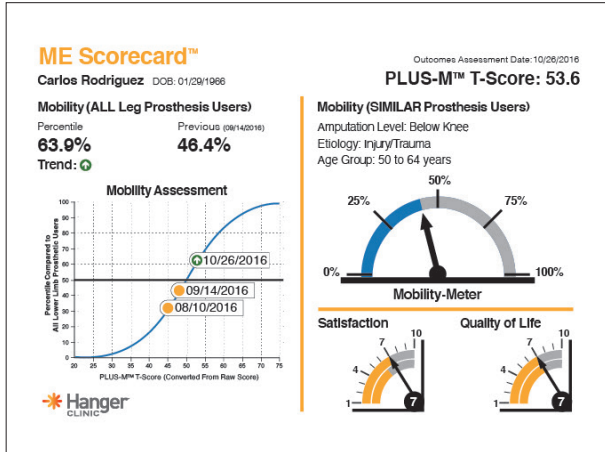 ME Scorecard™
Carlos Rodriguez DOB: 01/29/1966
Outcomes Assessment Date: 10/26/2016
PLUS-M™ T-Score: 53.6
Mobility (ALL Leg Prosthesis Users)
Percentile
63.9%
Previous (09/14/2016)
46.4%
Trend:
Mobility Assessment
Percentile Compared to
All Lower Limb Prosthetic Users
100
90
80
70
60
50
40
30
20
10
0
10/26/2016
09/14/2016
08/10/2016
20 25 30 35 40 45 50 55 60 65 70 75
PLUS-M™ T-Score (Converted From Raw Score)
Hanger
CLINIC
Mobility (SIMILAR Prosthesis Users)
Amputation Level: Below Knee
Etiology: Injury/Trauma
Age Group: 50 to 64 years
0%
25%
50%
75%
100%
Mobility-Meter
Satisfaction
1
4
7
10
7
Quality of Life
1
4
7
10
7